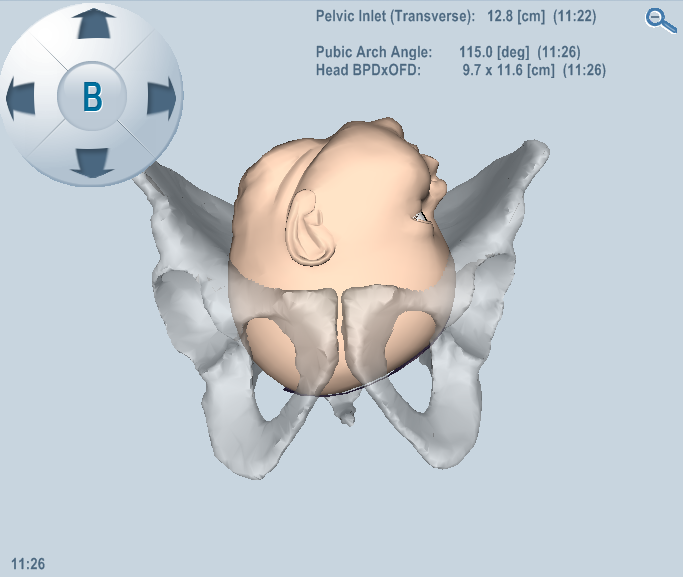 Pelvic Inlet (Transverse): 12.8 [cm] (11:22)
Pubic Arch Angle: 115.0 [deg] (11:26)
Head BPDxOFD: 9.7 x 11.6 [cm] (11:26)
B
11:26